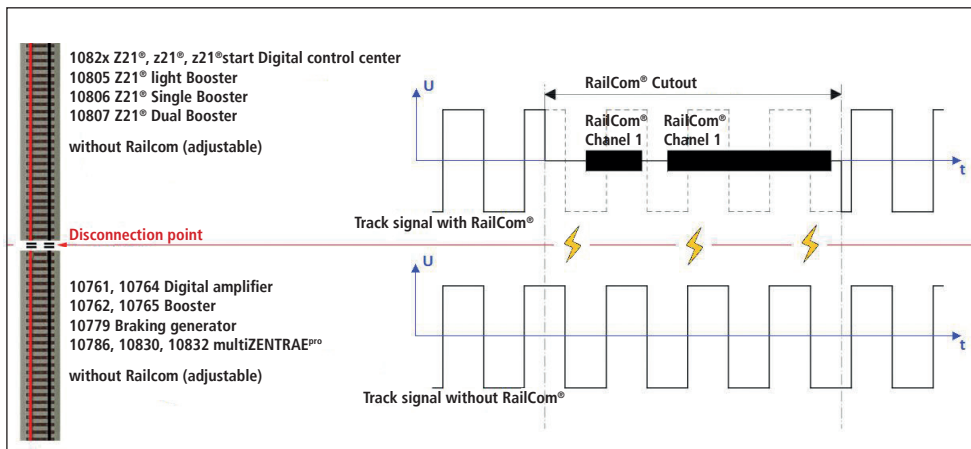 1082x Z21®, z21®, z21®start Digital control center
10805 Z21® light Booster
10806 Z21® Single Booster
10807 Z21® Dual Booster
without Railcom (adjustable)
Disconnection point
10761, 10764 Digital amplifier
10762, 10765 Booster
10779 Braking generator
10786, 10830, 10832 multiZENTRAEpro
without Railcom (adjustable)
RailCom® Cutout
U
RailCom®
Chanel 1
RailCom®
Chanel 1
t
Track signal with RailCom®
U
t
Track signal without RailCom®